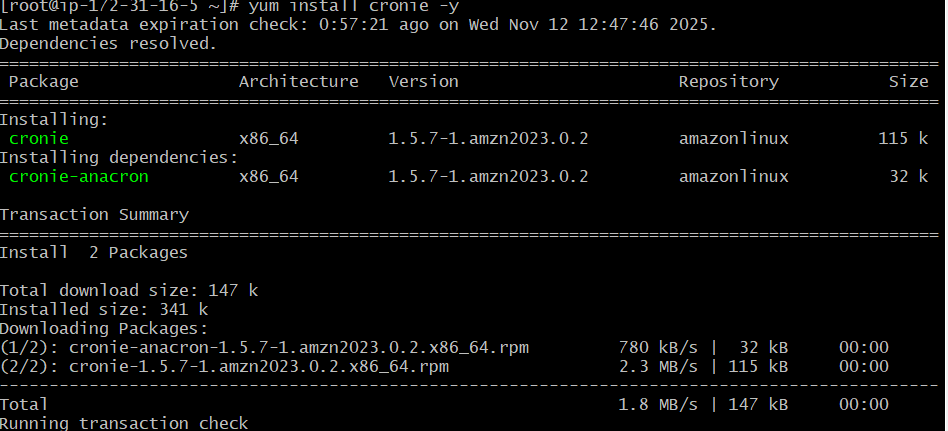 [root@ip-172-31-16-5 ~]# yum install cronie -y
Last metadata expiration check: 0:57:21 ago on Wed Nov 12 12:47:46 2025.
Dependencies resolved.
================================================================================
Package Architecture Version Repository Size
================================================================================
Installing:
cronie x86_64 1.5.7-1.amzn2023.0.2 amazonlinux 115 k
Installing dependencies:
cronie-anacron x86_64 1.5.7-1.amzn2023.0.2 amazonlinux 32 k
Transaction Summary
================================================================================
Install 2 Packages
Total download size: 147 k
Installed size: 341 k
Downloading Packages:
(1/2): cronie-anacron-1.5.7-1.amzn2023.0.2.x86_64.rpm 780 kB/s | 32 kB 00:00
(2/2): cronie-1.5.7-1.amzn2023.0.2.x86_64.rpm 2.3 MB/s | 115 kB 00:00
--------------------------------------------------------------------------------
Total 1.8 MB/s | 147 kB 00:00
Running transaction check